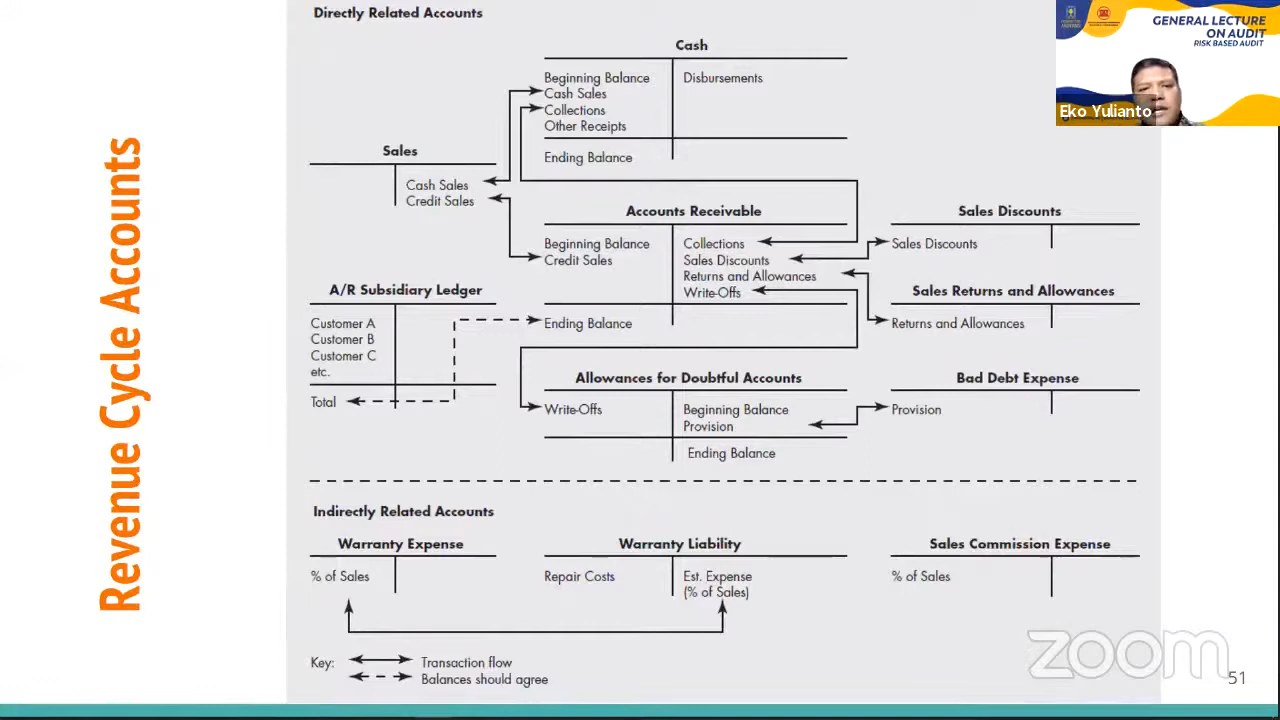 Directly Related Accounts
GENERAL LECTURE
ON AUDIT
RISK BASED AUDIT
Eko Yulianto
Revenue Cycle Accounts
Cash
Beginning Balance
Cash Sales
Collections
Other Receipts
Disbursements
Ending Balance
Sales
Cash Sales
Credit Sales
Accounts Receivable
Beginning Balance
Credit Sales
Collections
Sales Discounts
Returns and Allowances
Write-Offs
Ending Balance
Sales Discounts
Sales Discounts
A/R Subsidiary Ledger
Customer A
Customer B
Customer C
etc.
Total
Sales Returns and Allowances
Returns and Allowances
Allowances for Doubtful Accounts
Write-Offs
Beginning Balance
Provision
Ending Balance
Bad Debt Expense
Provision
Indirectly Related Accounts
Warranty Expense
% of Sales
Warranty Liability
Repair Costs
Est. Expense
(% of Sales)
Sales Commission Expense
% of Sales
Key:
Transaction flow
Balances should agree
zoom
51